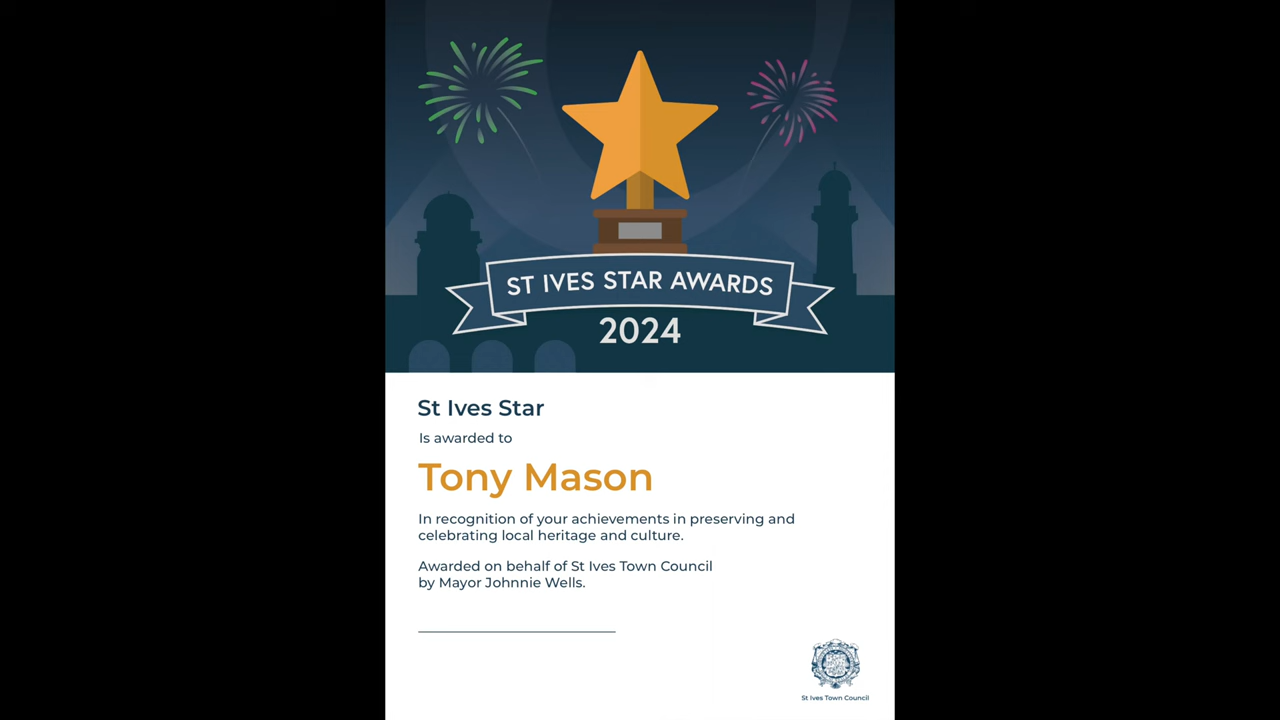 ST IVES STAR AWARDS
2024
St Ives Star
Is awarded to
Tony Mason
In recognition of your achievements in preserving and
celebrating local heritage and culture.
Awarded on behalf of St Ives Town Council
by Mayor Johnnie Wells.
St Ives Town Council